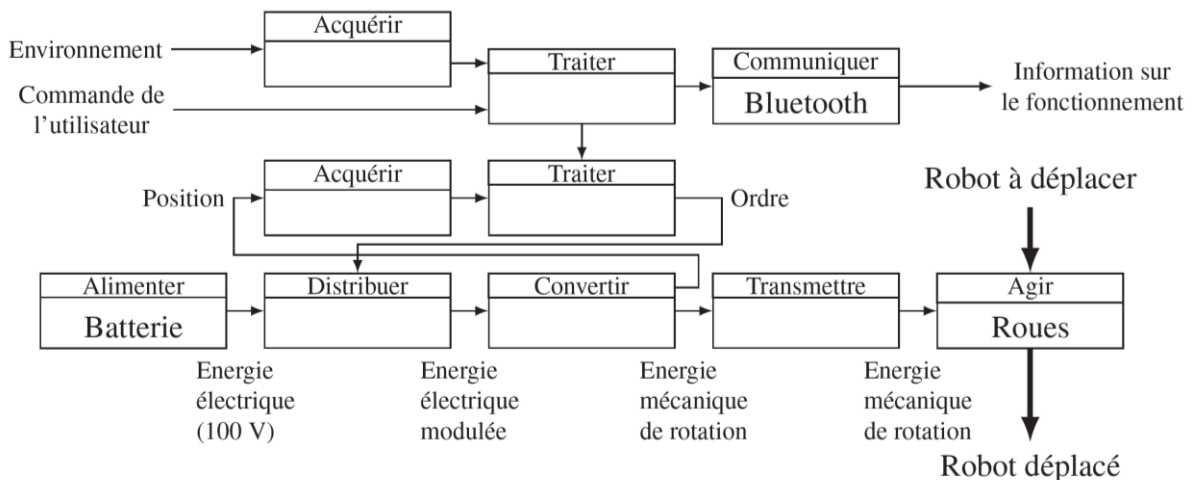 Acquérir
Environnement
Traiter
Communiquer
Bluetooth
Information sur
le fonctionnement
Commande de
l'utilisateur
Acquérir
Traiter
Position
Ordre
Robot à déplacer
Alimenter
Batterie
Distribuer
Convertir
Transmettre
Agir
Roues
Energie
électrique
(100 V)
Energie
électrique
modulée
Energie
mécanique
de rotation
Energie
mécanique
de rotation
Robot déplacé